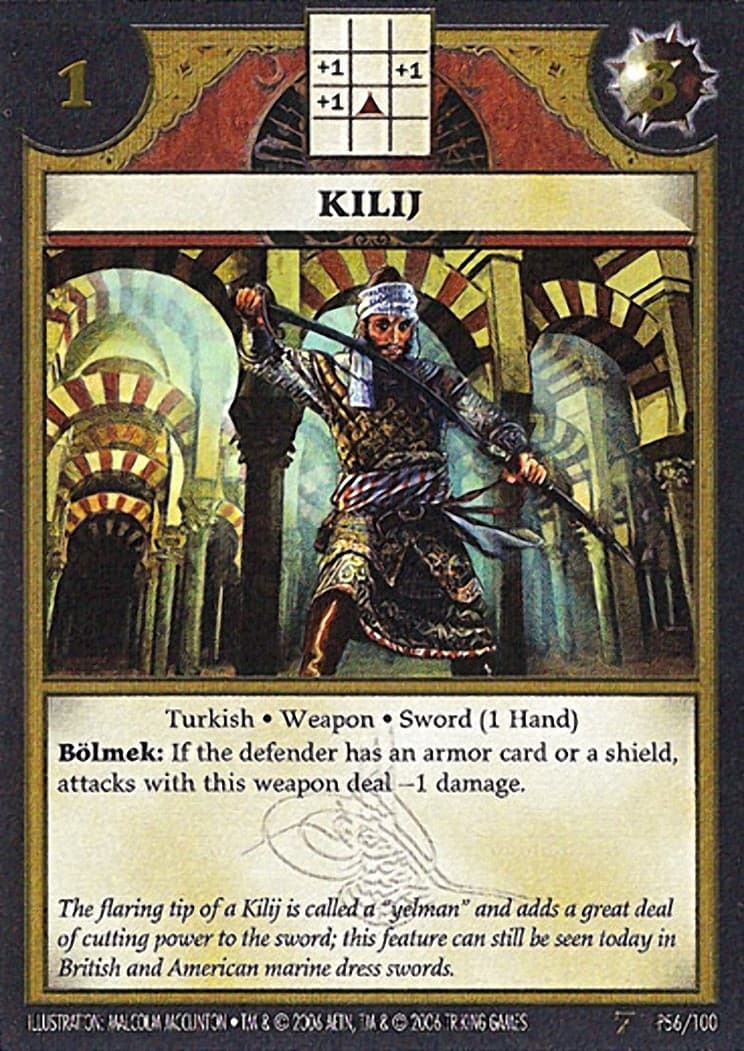 1
3
+1 +1
+1
KILIJ
Turkish • Weapon • Sword (1 Hand)
Bölmek: If the defender has an armor card or a shield,
attacks with this weapon deal –1 damage.
The flaring tip of a Kilij is called a “yelman” and adds a great deal
of cutting power to the sword; this feature can still be seen today in
British and American marine dress swords.
ILLUSTRATION: MALCOLM MCCLINTON • TM & © 2006 AETN, TM & © 2006 TRIKING GAMES
P56/100